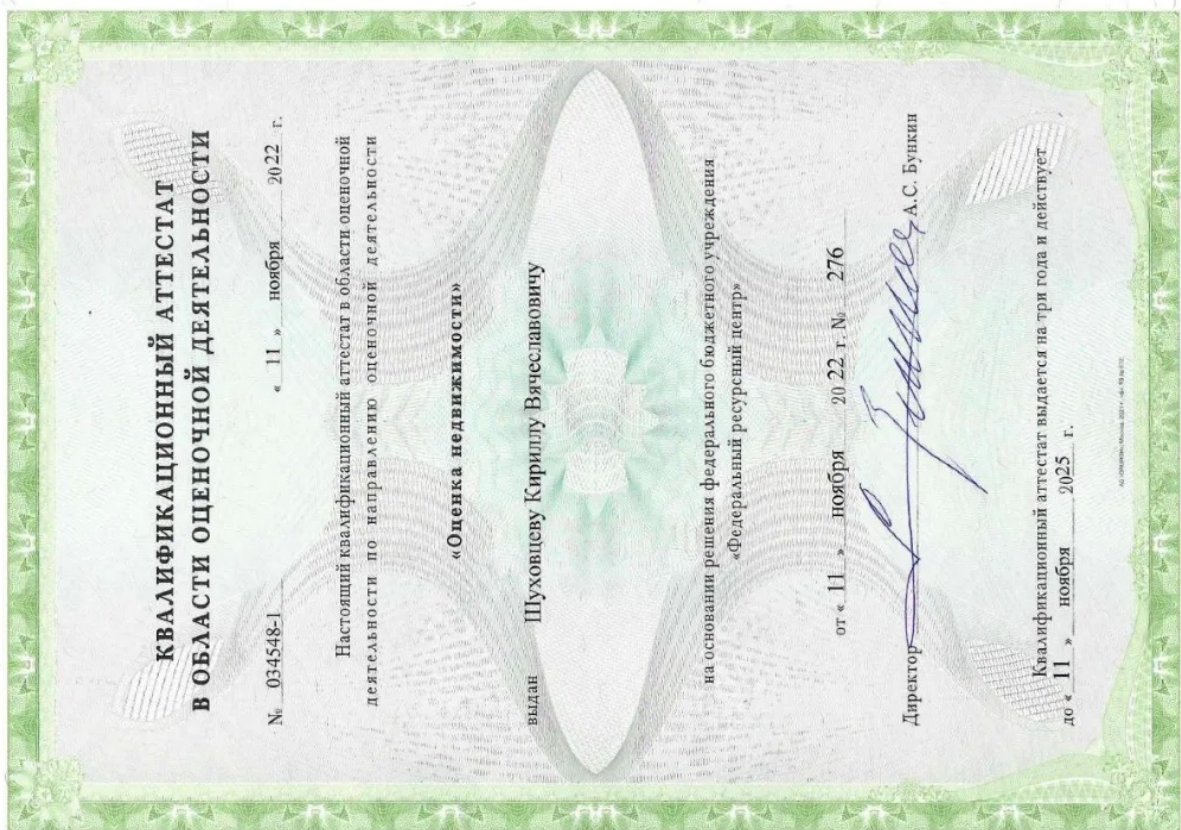 КВАЛИФИКАЦИОННЫЙ АТТЕСТАТ
В ОБЛАСТИ ОЦЕНОЧНОЙ ДЕЯТЕЛЬНОСТИ
№ 034548-1 « 11 » ноября 2022 г.
Настоящий квалификационный аттестат в области оценочной
деятельности по направлению оценочной деятельности
«Оценка недвижимости»
выдан Шуховцеву Кириллу Вячеславовичу
на основании решения федерального бюджетного учреждения
«Федеральный ресурсный центр»
от « 11 » ноября 20 22 г. № 276
Директор А.С. Бункин
Квалификационный аттестат выдается на три года и действует
до « 11 » ноября 2025 г.